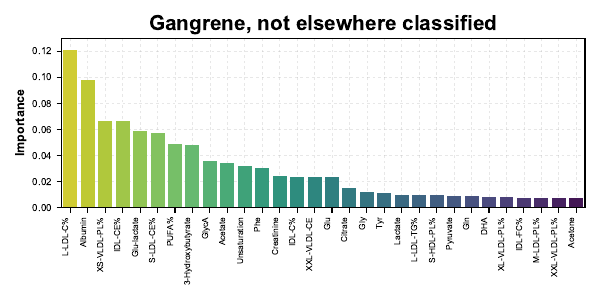 Gangrene, not elsewhere classified
Importance
0.12
0.10
0.08
0.06
0.04
0.02
0.00
L-LDL-C%
Albumin
XS-VLDL-PL%
IDL-CE%
Glu-lactate
S-LDL-CE%
PUFA%
3-Hydroxybutyrate
GlycA
Acetate
Unsaturation
Phe
Creatinine
IDL-C%
XXL-VLDL-CE
Glu
Citrate
Gly
Tyr
Lactate
L-LDL-TG%
S-HDL-PL%
Pyruvate
Gln
DHA
XL-VLDL-PL%
IDL-FC%
M-LDL-PL%
XXL-VLDL-PL%
Acetone